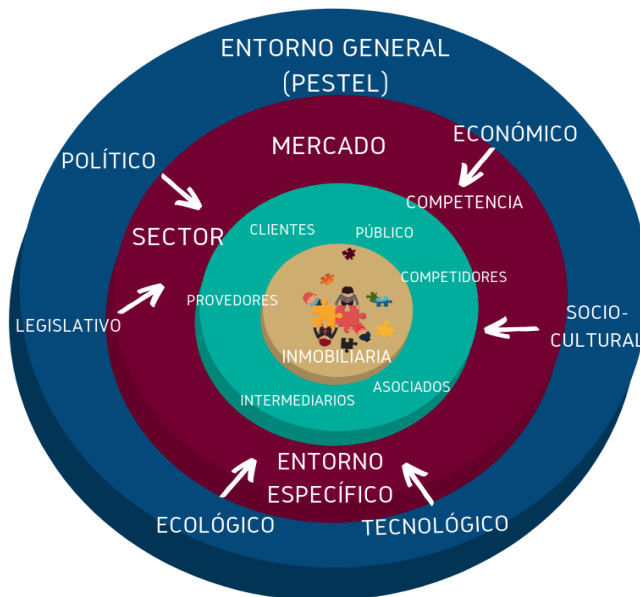 ENTORNO GENERAL
(PESTEL)
ECONÓMICO
MERCADO
POLÍTICO
COMPETENCIA
CLIENTES
PÚBLICO
SECTOR
COMPETIDORES
PROVEDORES
LEGISLATIVO
SOCIO-
CULTURAL
INMOBILIARIA
ASOCIADOS
INTERMEDIARIOS
ENTORNO
ESPECÍFICO
ECOLÓGICO
TECNOLÓGICO